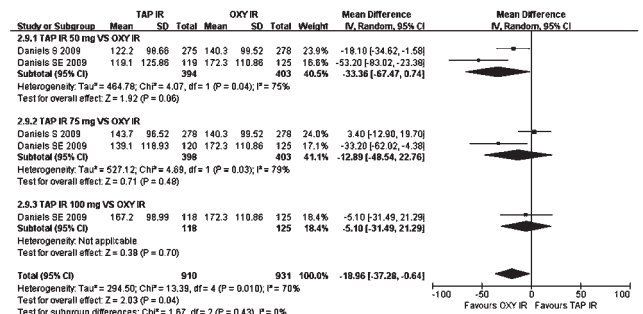 TAP IR OXY IR Mean Difference Mean Difference
Study or Subgroup Mean SD Total Mean SD Total Weight IV, Random, 95% CI IV, Random, 95% CI
2.9.1 TAP IR 50 mg VS OXY IR
Daniels S 2009 122.2 98.66 275 140.3 99.52 278 23.9% -18.10 [-34.62, -1.58]
Daniels SE 2009 119.1 125.86 119 172.3 110.86 125 16.6% -53.20 [-83.02, -23.38]
Subtotal (95% CI) 394 403 40.5% -33.36 [-67.47, 0.74]
Heterogeneity: Tau² = 464.78; Chi² = 4.07, df = 1 (P = 0.04); I² = 75%
Test for overall effect: Z = 1.92 (P = 0.06)
2.9.2 TAP IR 75 mg VS OXY IR
Daniels S 2009 143.7 96.52 278 140.3 99.52 278 24.0% 3.40 [-12.90, 19.70]
Daniels SE 2009 139.1 118.93 120 172.3 110.86 125 17.1% -33.20 [-62.02, -4.38]
Subtotal (95% CI) 398 403 41.1% -12.89 [-48.54, 22.76]
Heterogeneity: Tau² = 527.12; Chi² = 4.69, df = 1 (P = 0.03); I² = 79%
Test for overall effect: Z = 0.71 (P = 0.48)
2.9.3 TAP IR 100 mg VS OXY IR
Daniels SE 2009 167.2 98.99 118 172.3 110.86 125 18.4% -5.10 [-31.49, 21.29]
Subtotal (95% CI) 118 125 18.4% -5.10 [-31.49, 21.29]
Heterogeneity: Not applicable
Test for overall effect: Z = 0.38 (P = 0.70)
Total (95% CI) 910 931 100.0% -18.96 [-37.28, -0.64]
Heterogeneity: Tau² = 294.50; Chi² = 13.39, df = 4 (P = 0.010); I² = 70%
Test for overall effect: Z = 2.03 (P = 0.04)
Test for subgroup differences: Chi² = 1.67, df = 2 (P = 0.43), I² = 0%
-100 -50 0 50 100
Favours OXY IR Favours TAP IR